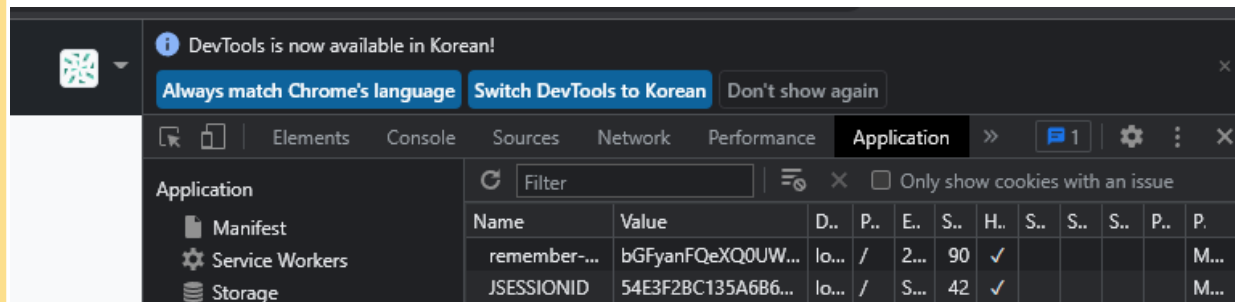 DevTools is now available in Korean!
Always match Chrome's language Switch DevTools to Korean Don't show again
Elements Console Sources Network Performance Application » 1
Application Filter Only show cookies with an issue
Manifest Name Value D.. P.. E.. S.. H.. S.. S.. S.. P.. P.
Service Workers remember-... bGFyanFQeXQ0UW... lo... / 2... 90 ✓ M...
Storage JSESSIONID 54E3F2BC135A6B6... lo... / S... 42 ✓ M...